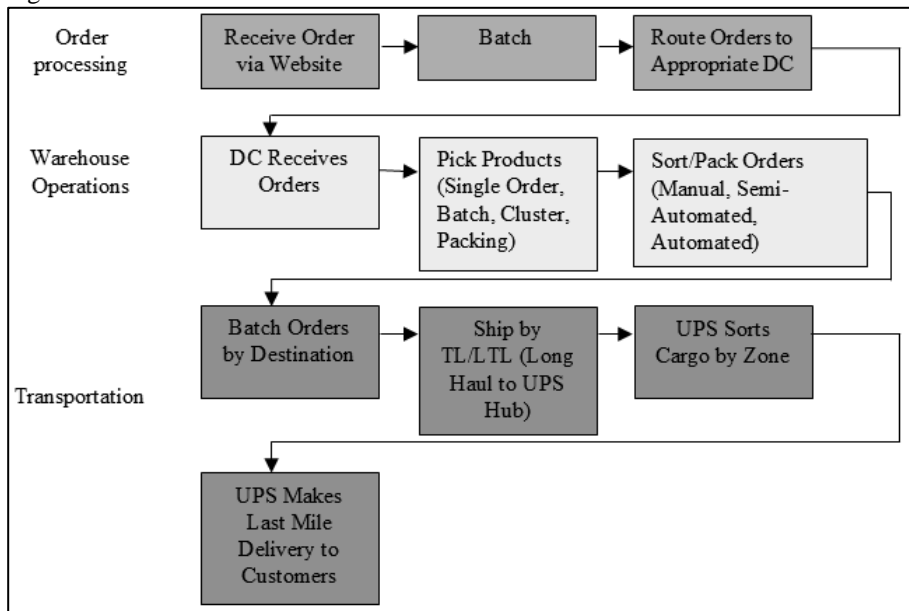 Order
processing
Receive Order
via Website
Batch
Route Orders to
Appropriate DC
Warehouse
Operations
DC Receives
Orders
Pick Products
(Single Order,
Batch, Cluster,
Packing)
Sort/Pack Orders
(Manual, Semi-
Automated,
Automated)
Transportation
Batch Orders
by Destination
Ship by
TL/LTL (Long
Haul to UPS
Hub)
UPS Sorts
Cargo by Zone
UPS Makes
Last Mile
Delivery to
Customers